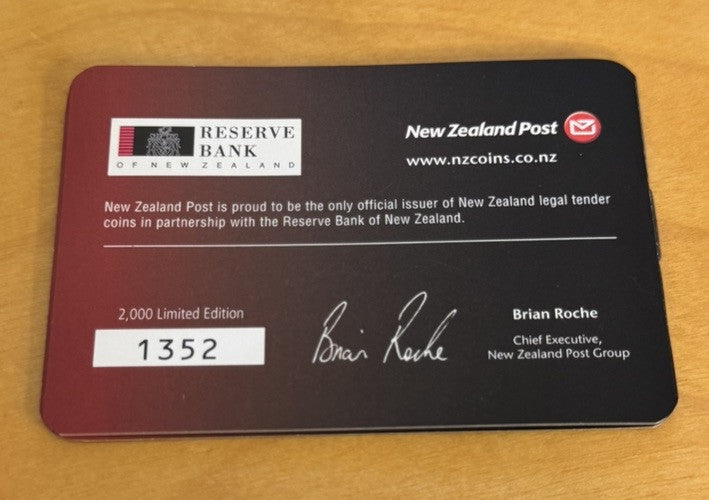 RESERVE
BANK
OF NEW ZEALAND
New Zealand Post
www.nzcoins.co.nz
New Zealand Post is proud to be the only official issuer of New Zealand legal tender
coins in partnership with the Reserve Bank of New Zealand.
2,000 Limited Edition
1352
Brian Roche
Brian Roche
Chief Executive,
New Zealand Post Group